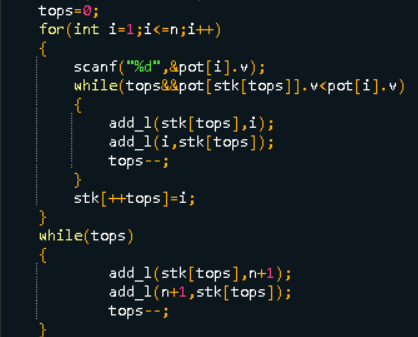 tops=0;
for(int i=1;i<=n;i++)
{
scanf("%d",&pot[i].v);
while(tops&&pot[stk[tops]].v<pot[i].v)
{
add_l(stk[tops],i);
add_l(i,stk[tops]);
tops--;
}
stk[++tops]=i;
}
while(tops)
{
add_l(stk[tops],n+1);
add_l(n+1,stk[tops]);
tops--;
}